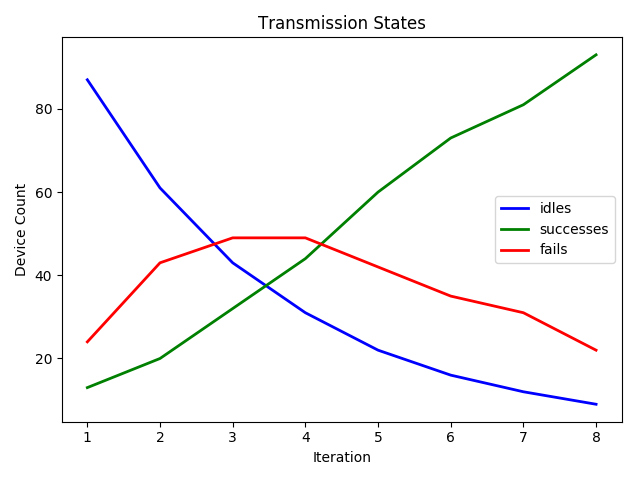 Transmission States
Device Count
80
60
40
20
idles
successes
fails
1 2 3 4 5 6 7 8
Iteration